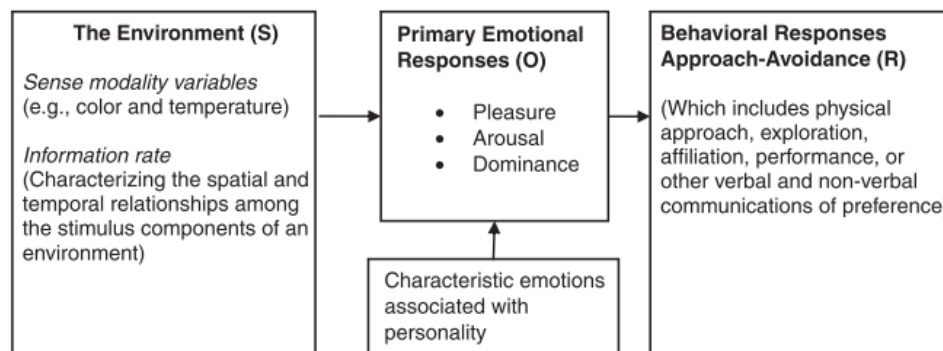 The Environment (S)
Sense modality variables
(e.g., color and temperature)
Information rate
(Characterizing the spatial and
temporal relationships among
the stimulus components of an
environment)
Primary Emotional
Responses (O)
• Pleasure
• Arousal
• Dominance
Characteristic emotions
associated with
personality
Behavioral Responses
Approach-Avoidance (R)
(Which includes physical
approach, exploration,
affiliation, performance, or
other verbal and non-verbal
communications of preference